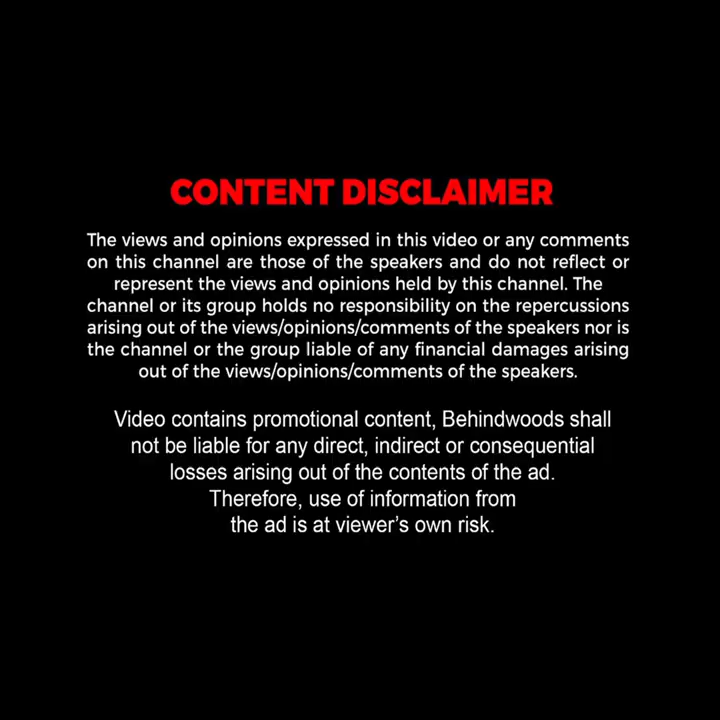 CONTENT DISCLAIMER
The views and opinions expressed in this video or any comments
on this channel are those of the speakers and do not reflect or
represent the views and opinions held by this channel. The
channel or its group holds no responsibility on the repercussions
arising out of the views/opinions/comments of the speakers nor is
the channel or the group liable of any financial damages arising
out of the views/opinions/comments of the speakers.
Video contains promotional content, Behindwoods shall
not be liable for any direct, indirect or consequential
losses arising out of the contents of the ad.
Therefore, use of information from
the ad is at viewer's own risk.